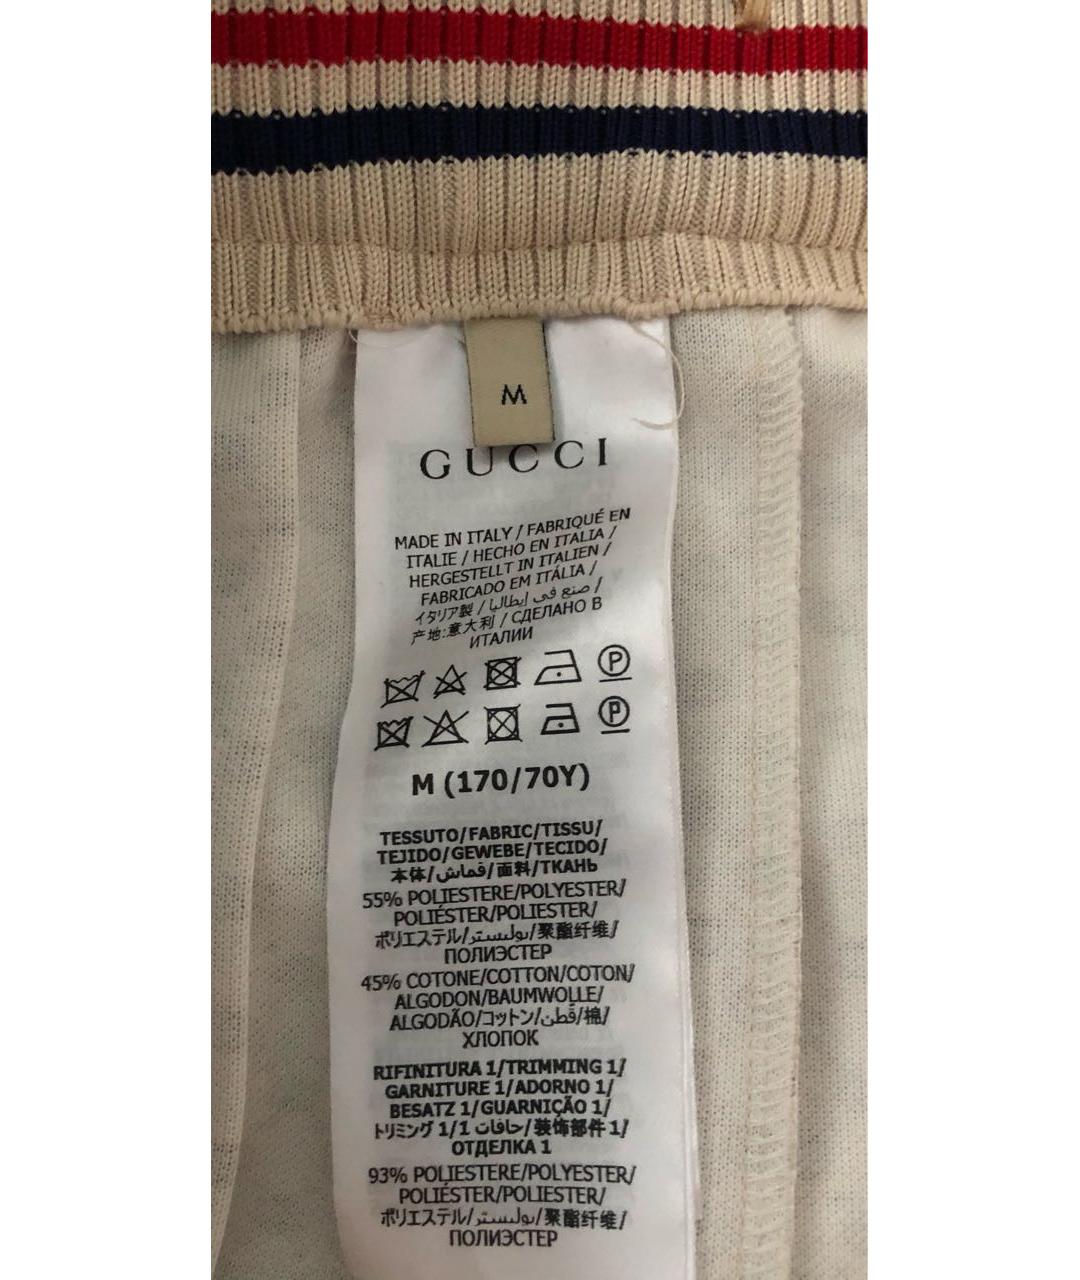 M
GUCCI
MADE IN ITALY / FABRIQUÉ EN
ITALIE / HECHO EN ITALIA /
HERGESTELLT IN ITALIEN /
FABRICADO EM ITÁLIA /
イタリア製 / صنع في إيطاليا /
产地:意大利 / СДЕЛАНО В
ИТАЛИИ
P
P
M (170/70Y)
TESSUTO/FABRIC/TISSU/
TEJIDO/GEWEBE/TECIDO/
本体/قماش/面料/ТКАНЬ
55% POLIESTERE/POLYESTER/
POLIÉSTER/POLIESTER/
ポリエステル/بوليستر/聚酯纤维/
ПОЛИЭСТЕР
45% COTONE/COTTON/COTON/
ALGODON/BAUMWOLLE/
ALGODÃO/コットン/قطن/棉/
ХЛОПОК
RIFINITURA 1/TRIMMING 1/
GARNITURE 1/ADORNO 1/
BESATZ 1/GUARNIÇÃO 1/
トリミング 1/1 حافات/装饰部件 1/
ОТДЕЛКА 1
93% POLIESTERE/POLYESTER/
POLIÉSTER/POLIESTER/
ポリエステル/بوليستر/聚酯纤维/
ПОЛИЭСТЕР